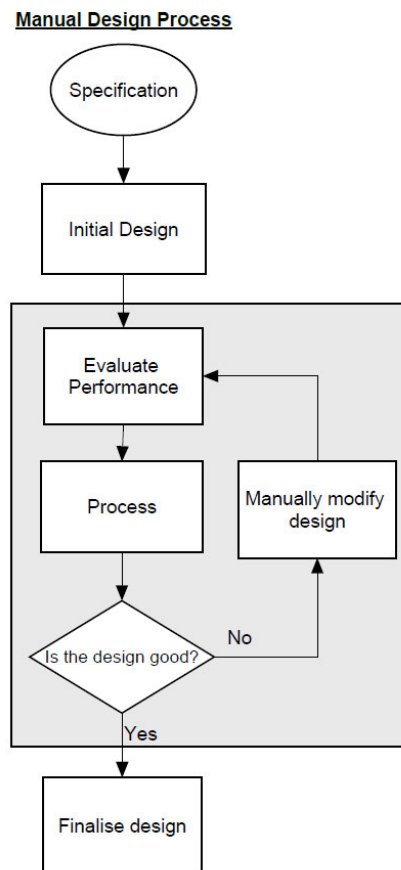 Manual Design Process
Specification
Initial Design
Evaluate
Performance
Process
Manually modify
design
Is the design good?
No
Yes
Finalise design